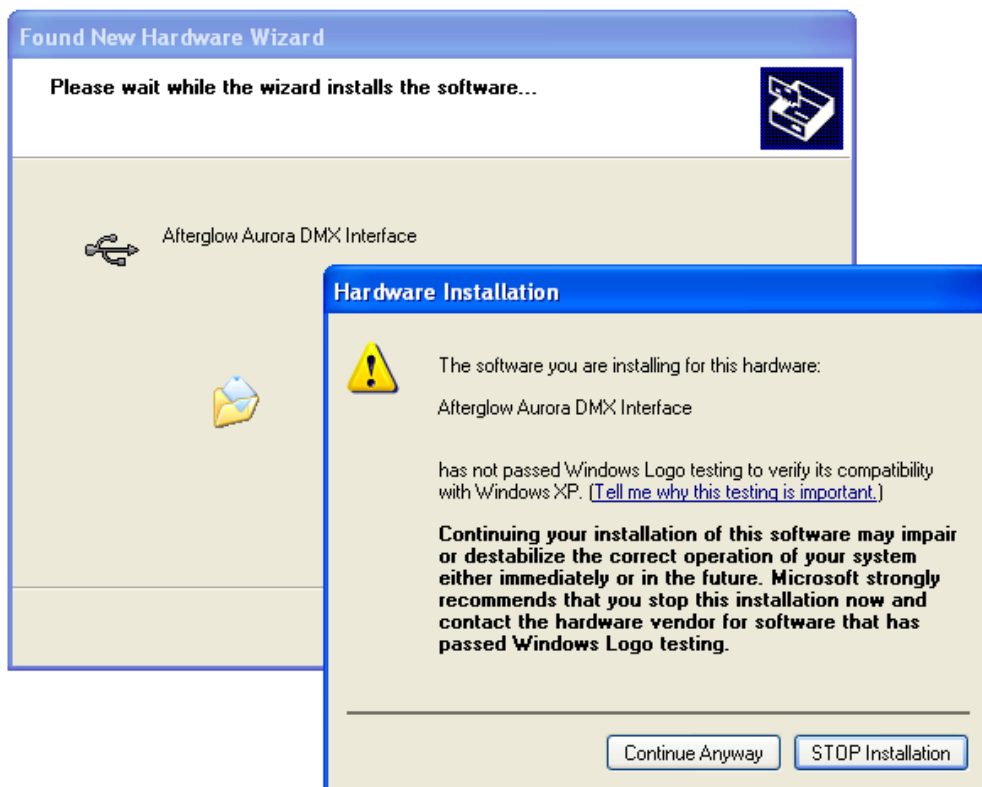 Found New Hardware Wizard
Please wait while the wizard installs the software...
Afterglow Aurora DMX Interface
Hardware Installation
The software you are installing for this hardware:
Afterglow Aurora DMX Interface
has not passed Windows Logo testing to verify its compatibility
with Windows XP. (Tell me why this testing is important.)
Continuing your installation of this software may impair
or destabilize the correct operation of your system
either immediately or in the future. Microsoft strongly
recommends that you stop this installation now and
contact the hardware vendor for software that has
passed Windows Logo testing.
Continue Anyway
STOP Installation